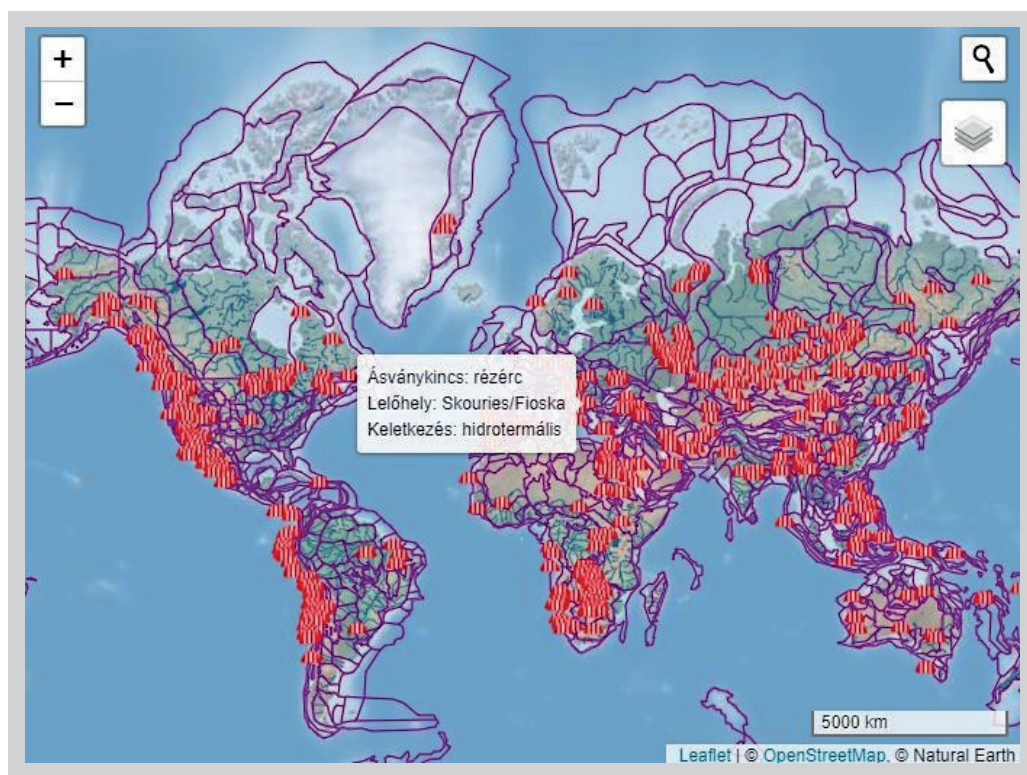 +
−
Ásványkincs: rézérc
Lelőhely: Skouries/Fioska
Keletkezés: hidrotermális
5000 km
Leaflet | © OpenStreetMap, © Natural Earth